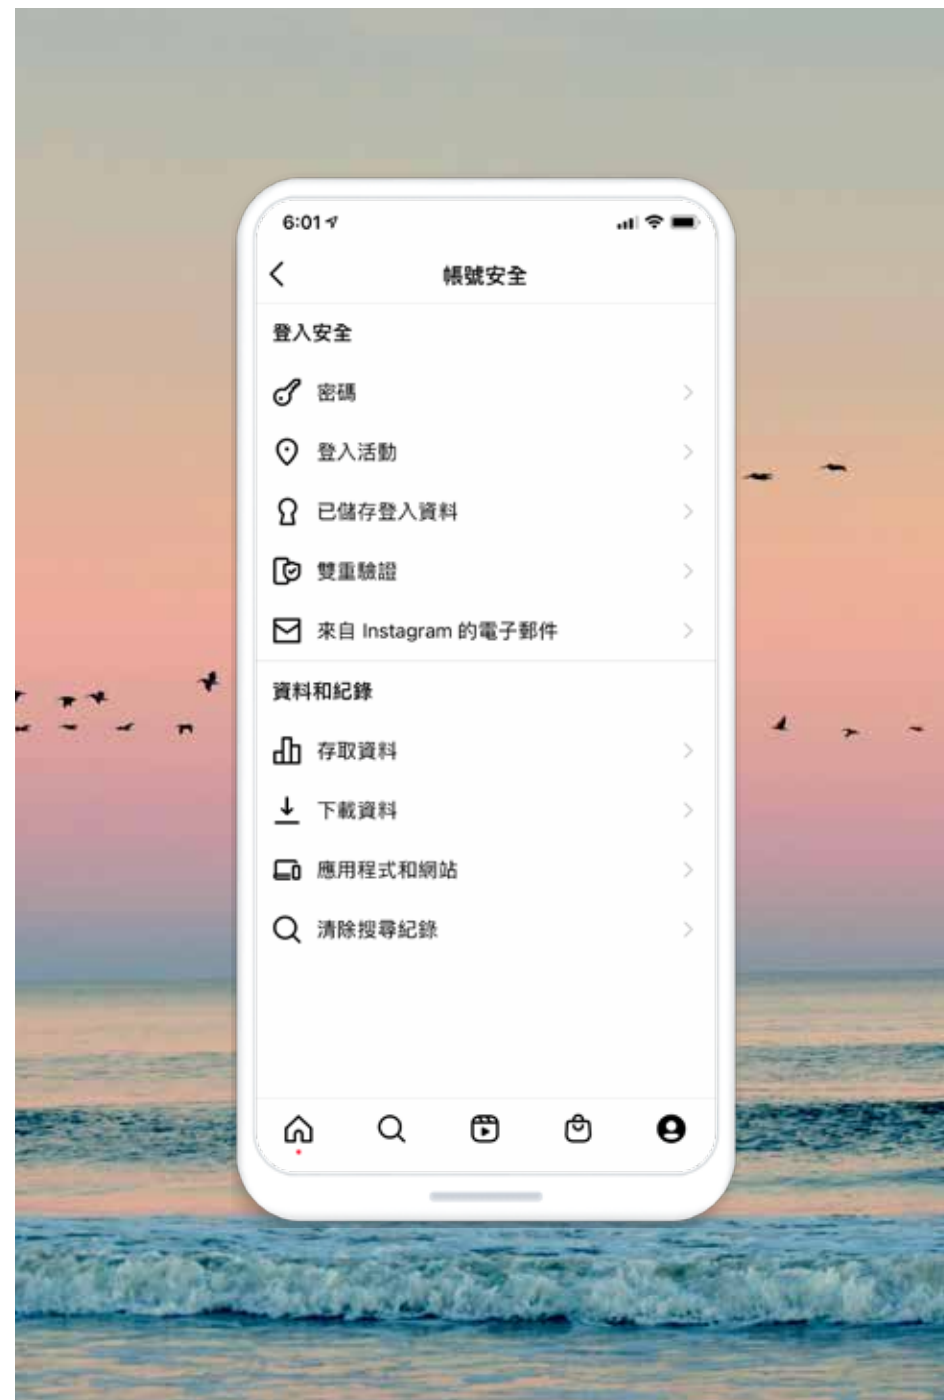 6:01
帳號安全
登入安全
密碼
登入活動
已儲存登入資料
雙重驗證
來自 Instagram 的電子郵件
資料和紀錄
存取資料
下載資料
應用程式和網站
清除搜尋紀錄